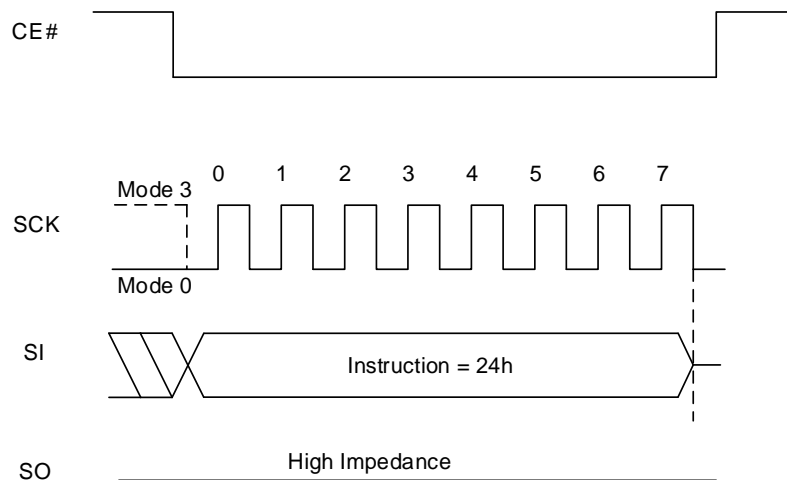 CE#
0 1 2 3 4 5 6 7
Mode 3
SCK
Mode 0
SI
Instruction = 24h
High Impedance
SO